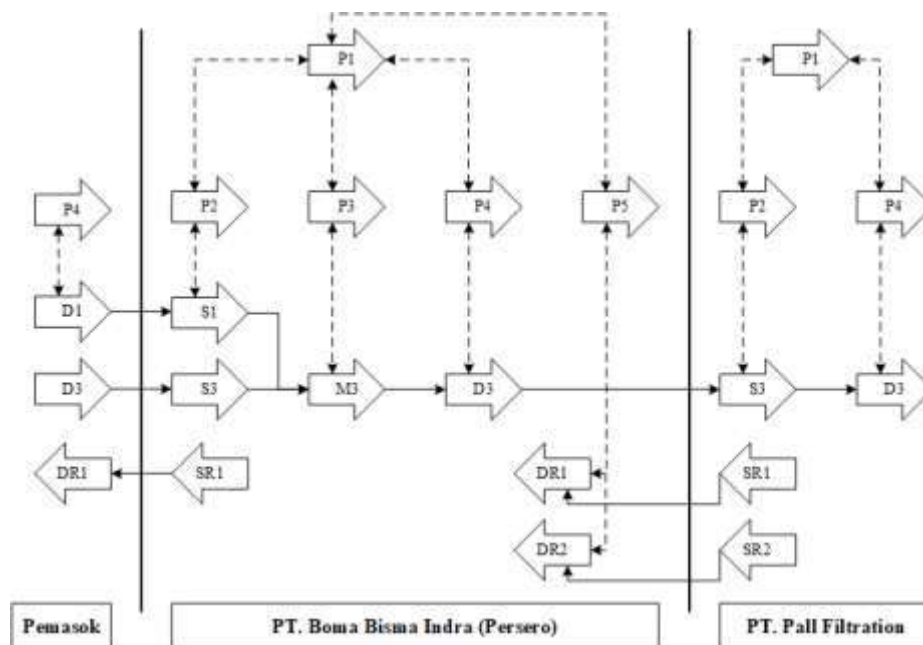 P1
P1
P4
P2
P3
P4
P5
P2
P4
D1
S1
D3
S3
M3
D3
S3
D3
DR1
SR1
DR1
SR1
DR2
SR2
Pemasok
PT. Boma Bisma Indra (Persero)
PT. Pall Filtration